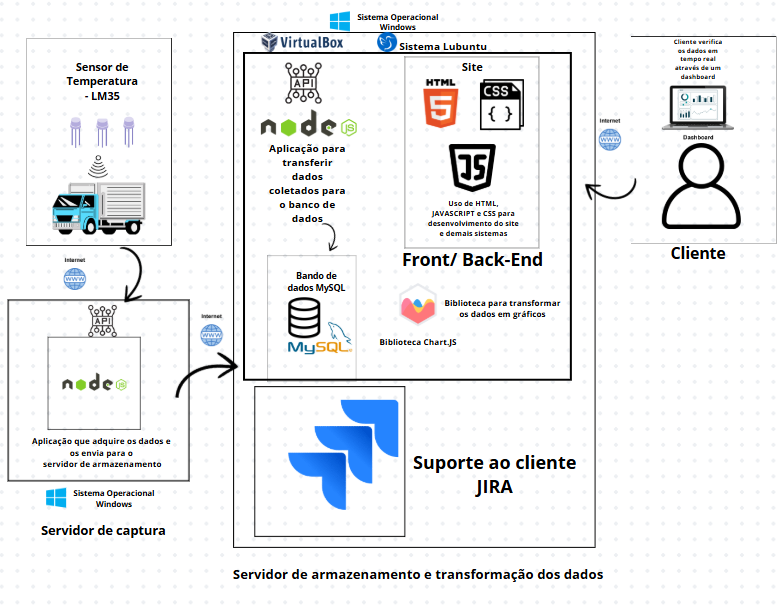 Sistema Operacional
Windows
VirtualBox
Sistema Lubuntu
Sensor de
Temperatura
- LM35
API
node
JS
Aplicação para
transferir
dados
coletados para
o banco de
dados
Site
HTML
5
CSS
{ }
JS
Uso de HTML,
JAVASCRIPT e CSS para
desenvolvimento do site
e demais sistemas
Front/ Back-End
Cliente verifica
os dados em
tempo real
através de um
dashboard
Dashboard
Internet
WWW
Cliente
Internet
WWW
Bando de
dados MySQL
MySQL
Biblioteca para transformar
os dados em gráficos
Biblioteca Chart.JS
API
node
JS
Aplicação que adquire os dados e
os envia para o
servidor de armazenamento
Internet
WWW
Sistema Operacional
Windows
Servidor de captura
Suporte ao cliente
JIRA
Servidor de armazenamento e transformação dos dados